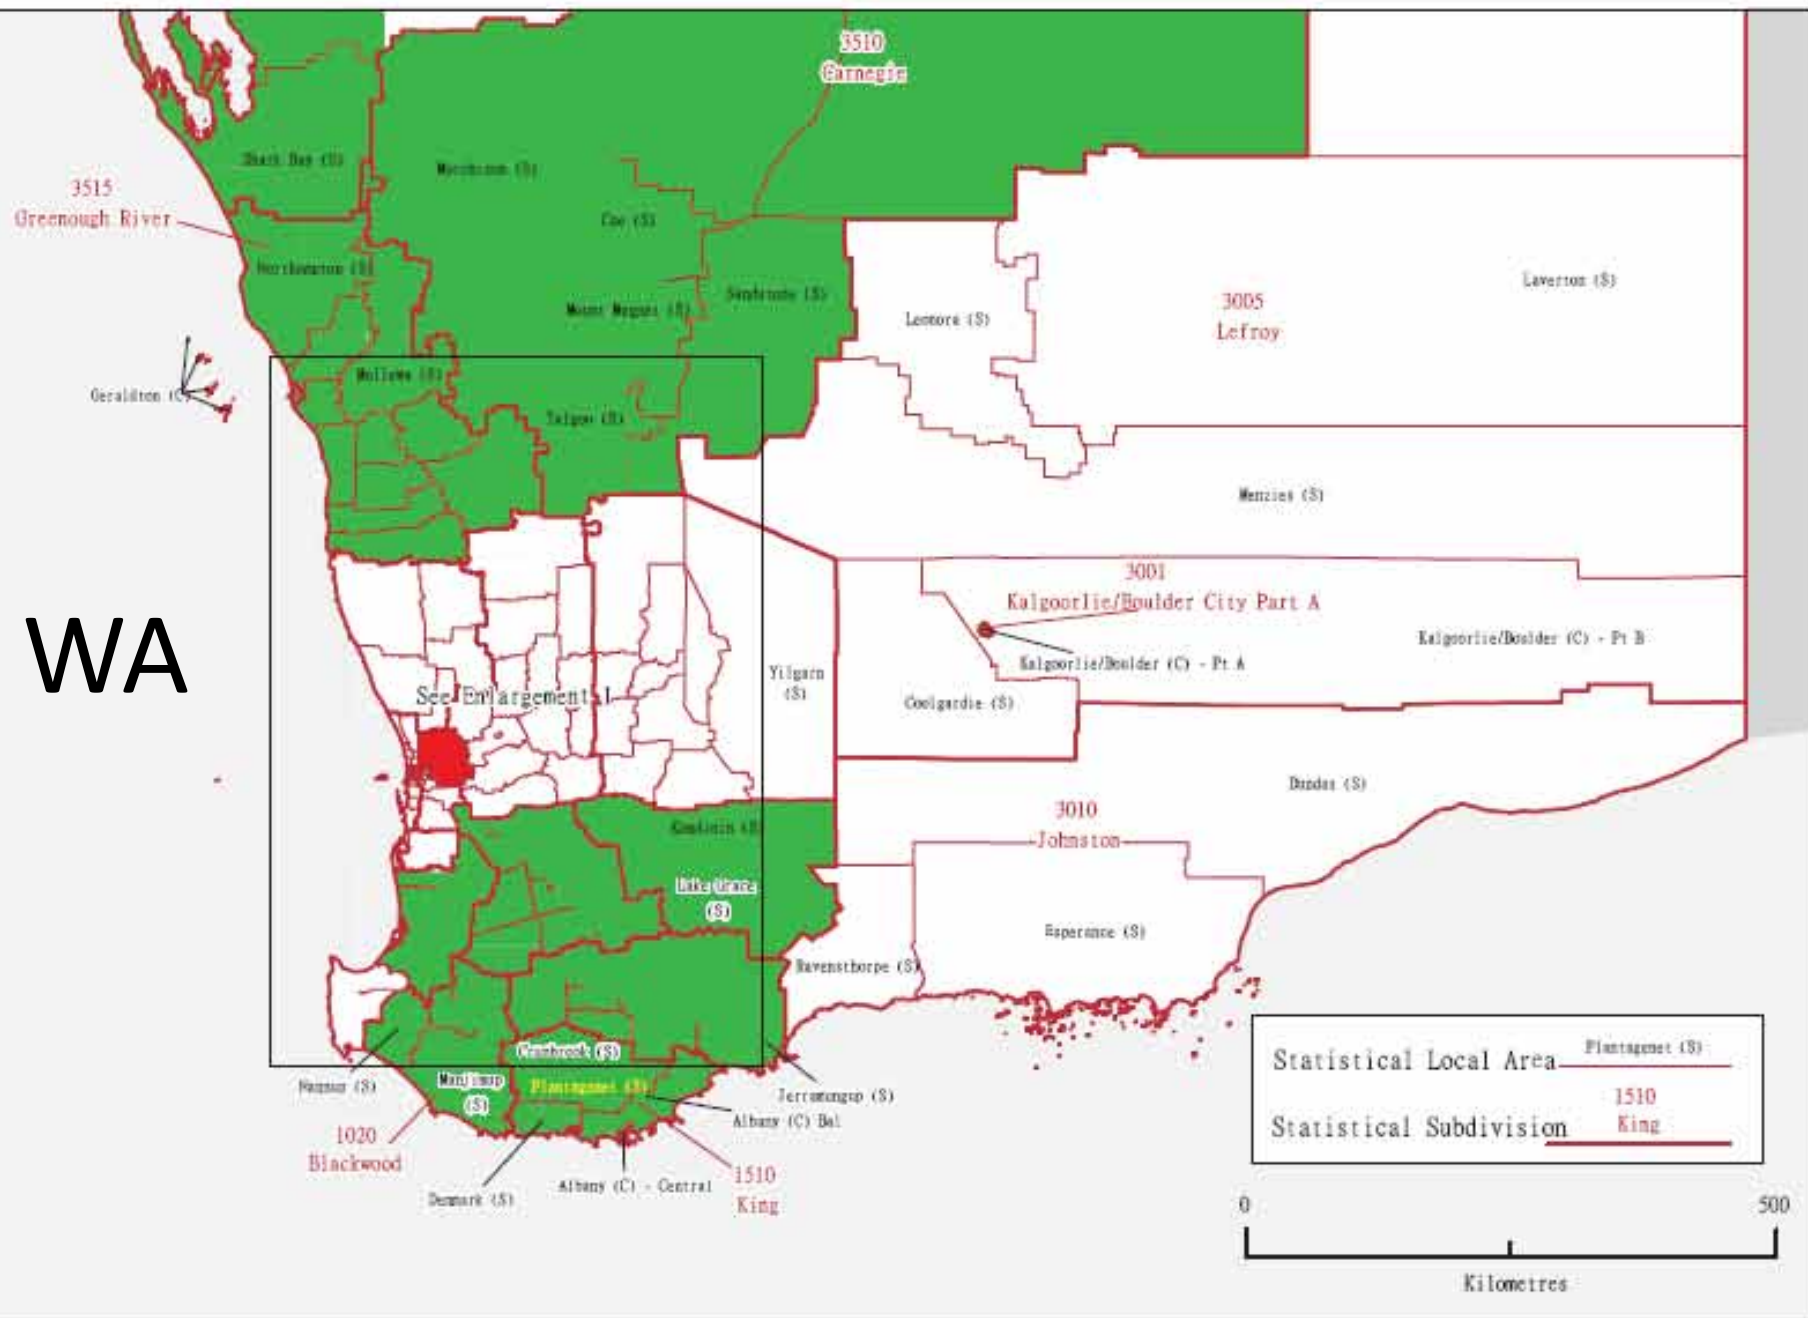 3510
Carnegie
Shark Bay (S)
Murchison (S)
3515
Greenough River
Cue (S)
Northampton (S)
Sandstone (S)
Mount Magnet (S)
Laverton (S)
3005
Lefroy
Leonora (S)
Mullewa (S)
Geraldton (C)
Yalgoo (S)
Menzies (S)
3001
Kalgoorlie/Boulder City Part A
Kalgoorlie/Boulder (C) - Pt B
Kalgoorlie/Boulder (C) - Pt A
WA
See Enlargement 1
Yilgarn
(S)
Coolgardie (S)
Dundas (S)
3010
Johnston
Kondinin (S)
Lake Grace
(S)
Esperance (S)
Ravensthorpe (S)
Cranbrook (S)
Nannup (S)
Manjimup
(S)
Plantagenet (S)
Jerramungup (S)
Albany (C) Bal
1020
Blackwood
Denmark (S)
Albany (C) - Central
1510
King
Statistical Local Area
Plantagenet (S)
Statistical Subdivision
1510
King
0
500
Kilometres